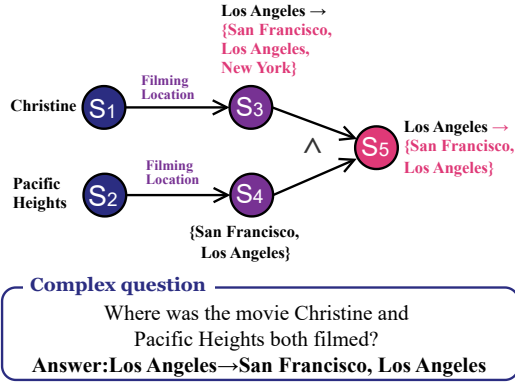 Los Angeles →
{San Francisco,
Los Angeles,
New York}
Filming
Location
Christine
S1
S3
Los Angeles →
{San Francisco,
Los Angeles}
∧
S5
Filming
Location
Pacific
Heights
S2
S4
{San Francisco,
Los Angeles}
Complex question
Where was the movie Christine and
Pacific Heights both filmed?
Answer:Los Angeles→San Francisco, Los Angeles